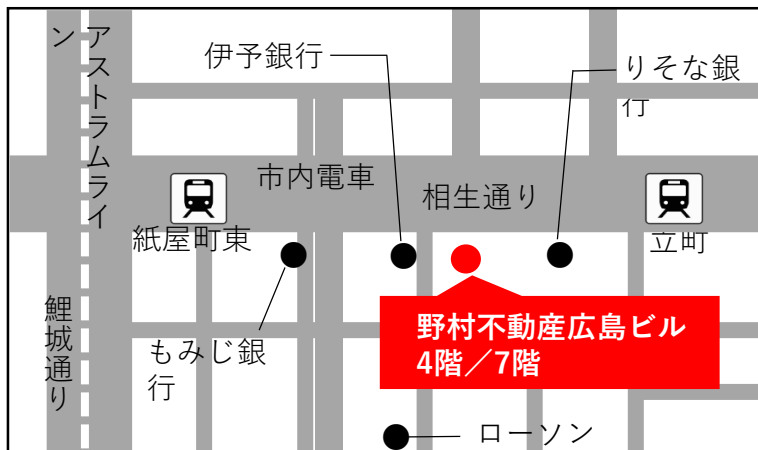 アストラムライ
ン
伊予銀行
りそな銀
行
市内電車
相生通り
紙屋町東
立町
鯉城通り
もみじ銀
行
野村不動産広島ビル
4階／7階
ローソン